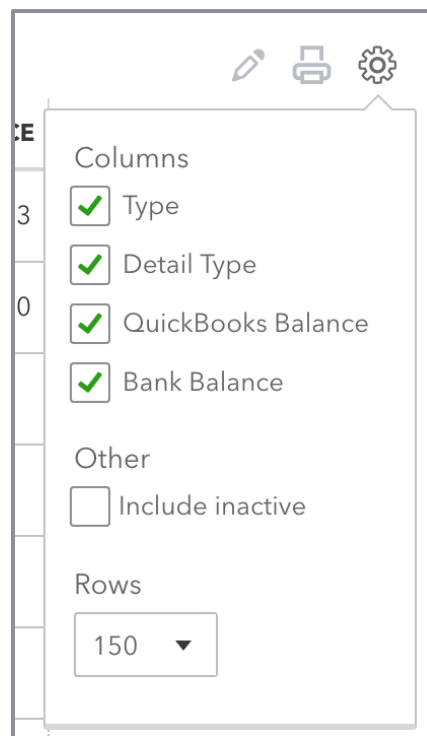 CE
3
0
Columns
Type
Detail Type
QuickBooks Balance
Bank Balance
Other
Include inactive
Rows
150